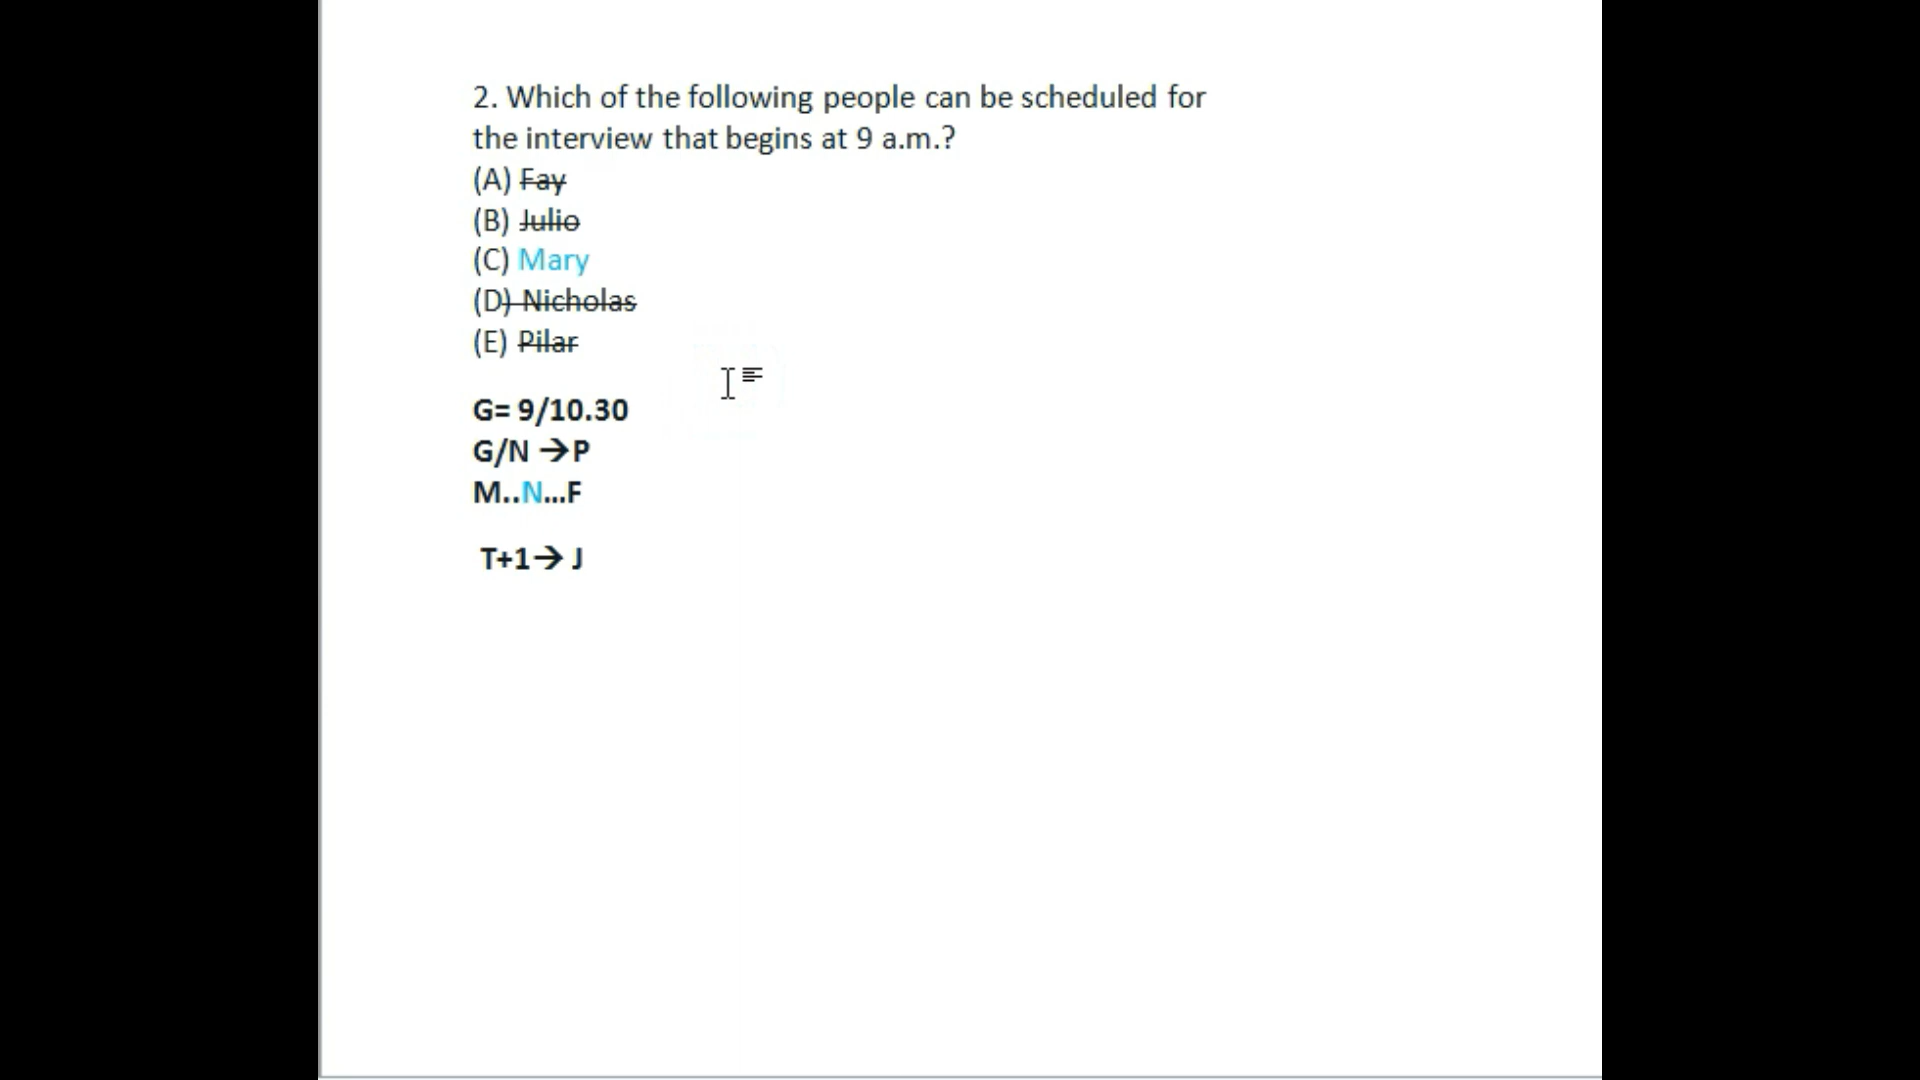 2. Which of the following people can be scheduled for
the interview that begins at 9 a.m.?
(A) Fay
(B) Julio
(C) Mary
(D) Nicholas
(E) Pilar
G= 9/10.30
G/N →P
M..N...F
T+1→ J